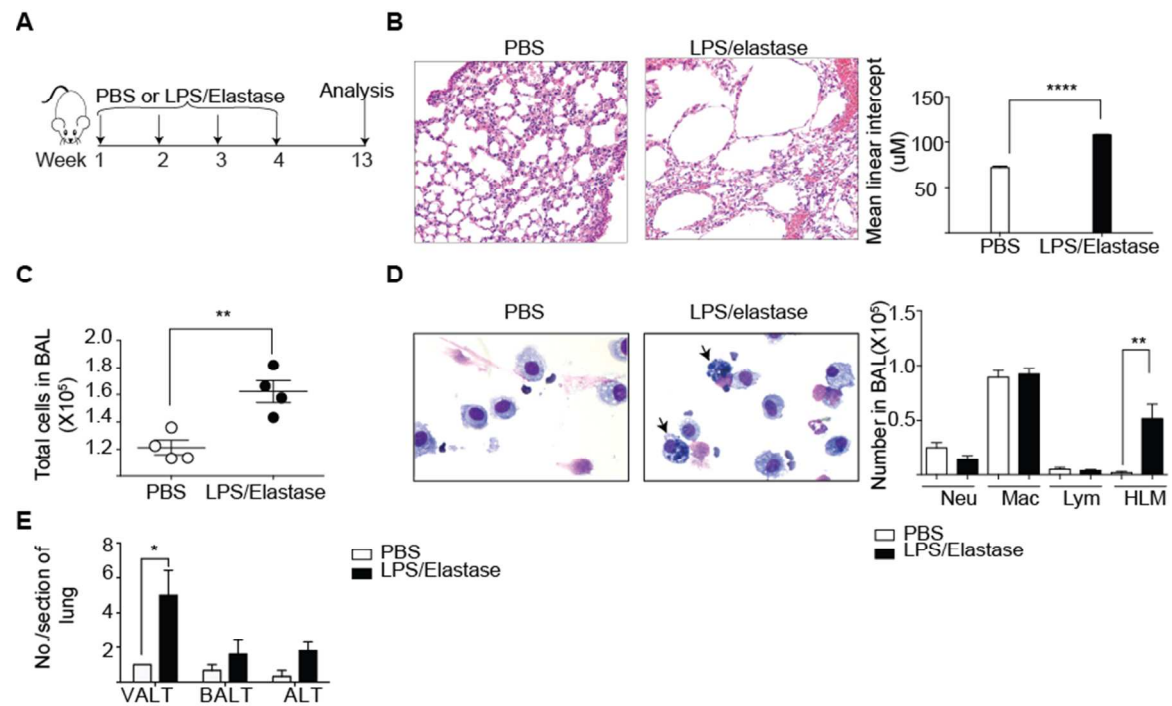 A
PBS or LPS/Elastase
Analysis
Week 1 2 3 4 13
B
PBS
LPS/elastase
Mean linear intercept
(uM)
150
100
50
****
PBS
LPS/Elastase
C
Total cells in BAL
(X10⁵)
2.0
1.8
1.6
1.4
1.2
**
PBS
LPS/Elastase
D
PBS
LPS/elastase
Number in BAL(X10⁵)
1.5
1.0
0.5
**
Neu Mac Lym HLM
PBS
LPS/Elastase
E
No./section of
lung
8
6
4
2
*
VALT BALT ALT
PBS
LPS/Elastase